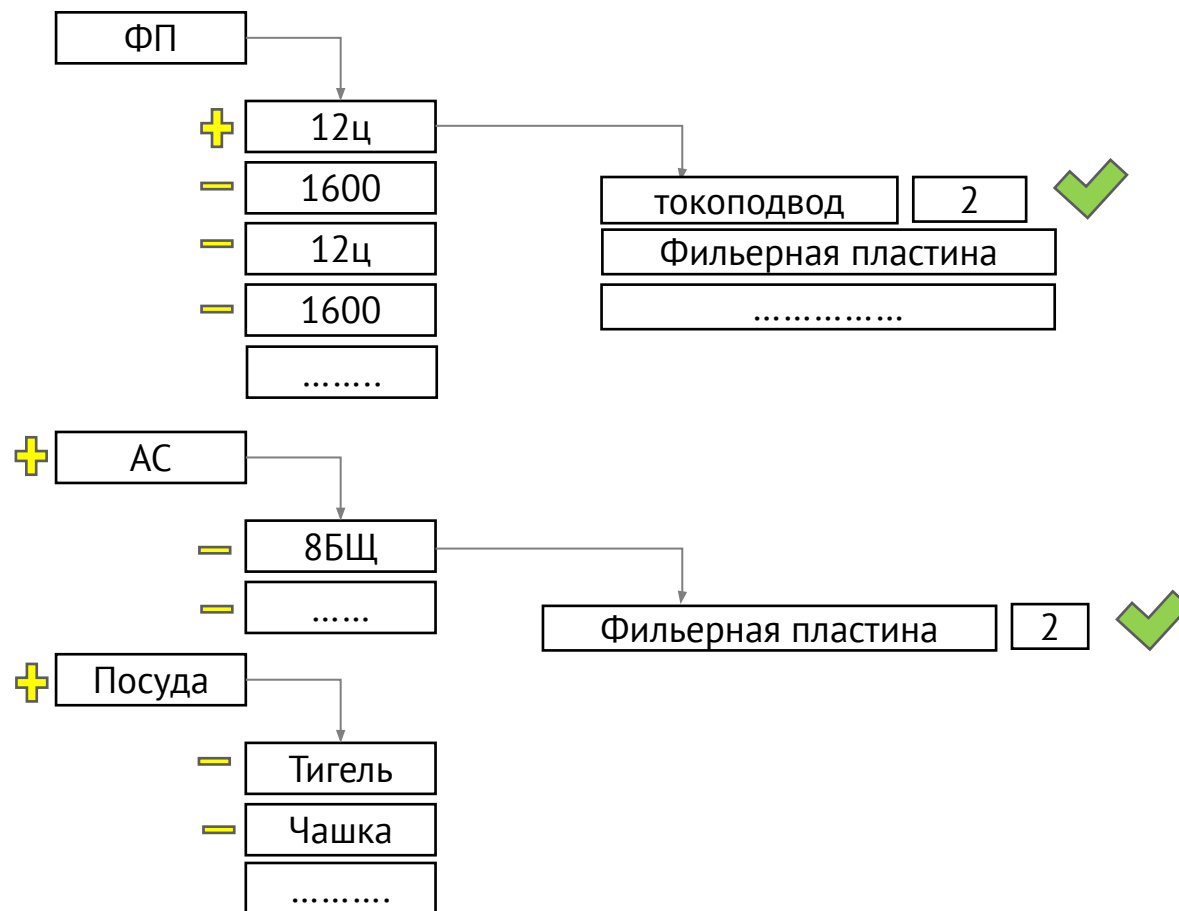 ФП
12ц
1600
токоподвод 2
12ц
Фильерная пластина
1600
……………
……..
АС
8БЩ
……
Фильерная пластина 2
Посуда
Тигель
Чашка
……….